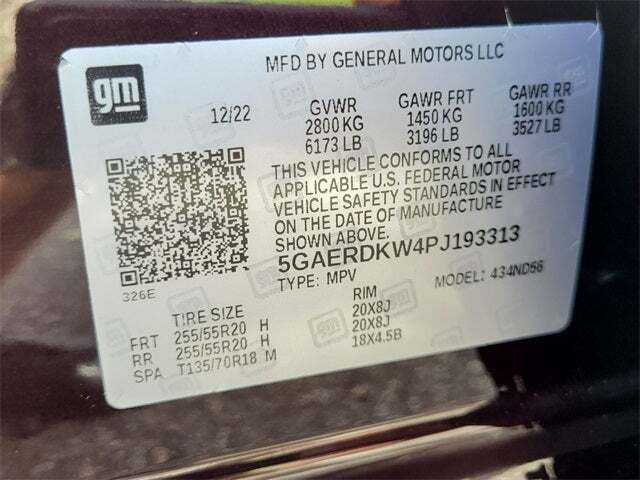 MFD BY GENERAL MOTORS LLC
gm
12/22
GVWR GAWR FRT GAWR RR
2800 KG 1450 KG 1600 KG
6173 LB 3196 LB 3527 LB
THIS VEHICLE CONFORMS TO ALL
APPLICABLE U.S. FEDERAL MOTOR
VEHICLE SAFETY STANDARDS IN EFFECT
ON THE DATE OF MANUFACTURE
SHOWN ABOVE.
5GAERDKW4PJ193313
326E
TYPE: MPV MODEL: 434ND56
TIRE SIZE RIM
FRT 255/55R20 H 20X8J
RR 255/55R20 H 20X8J
SPA T135/70R18 M 18X4.5B